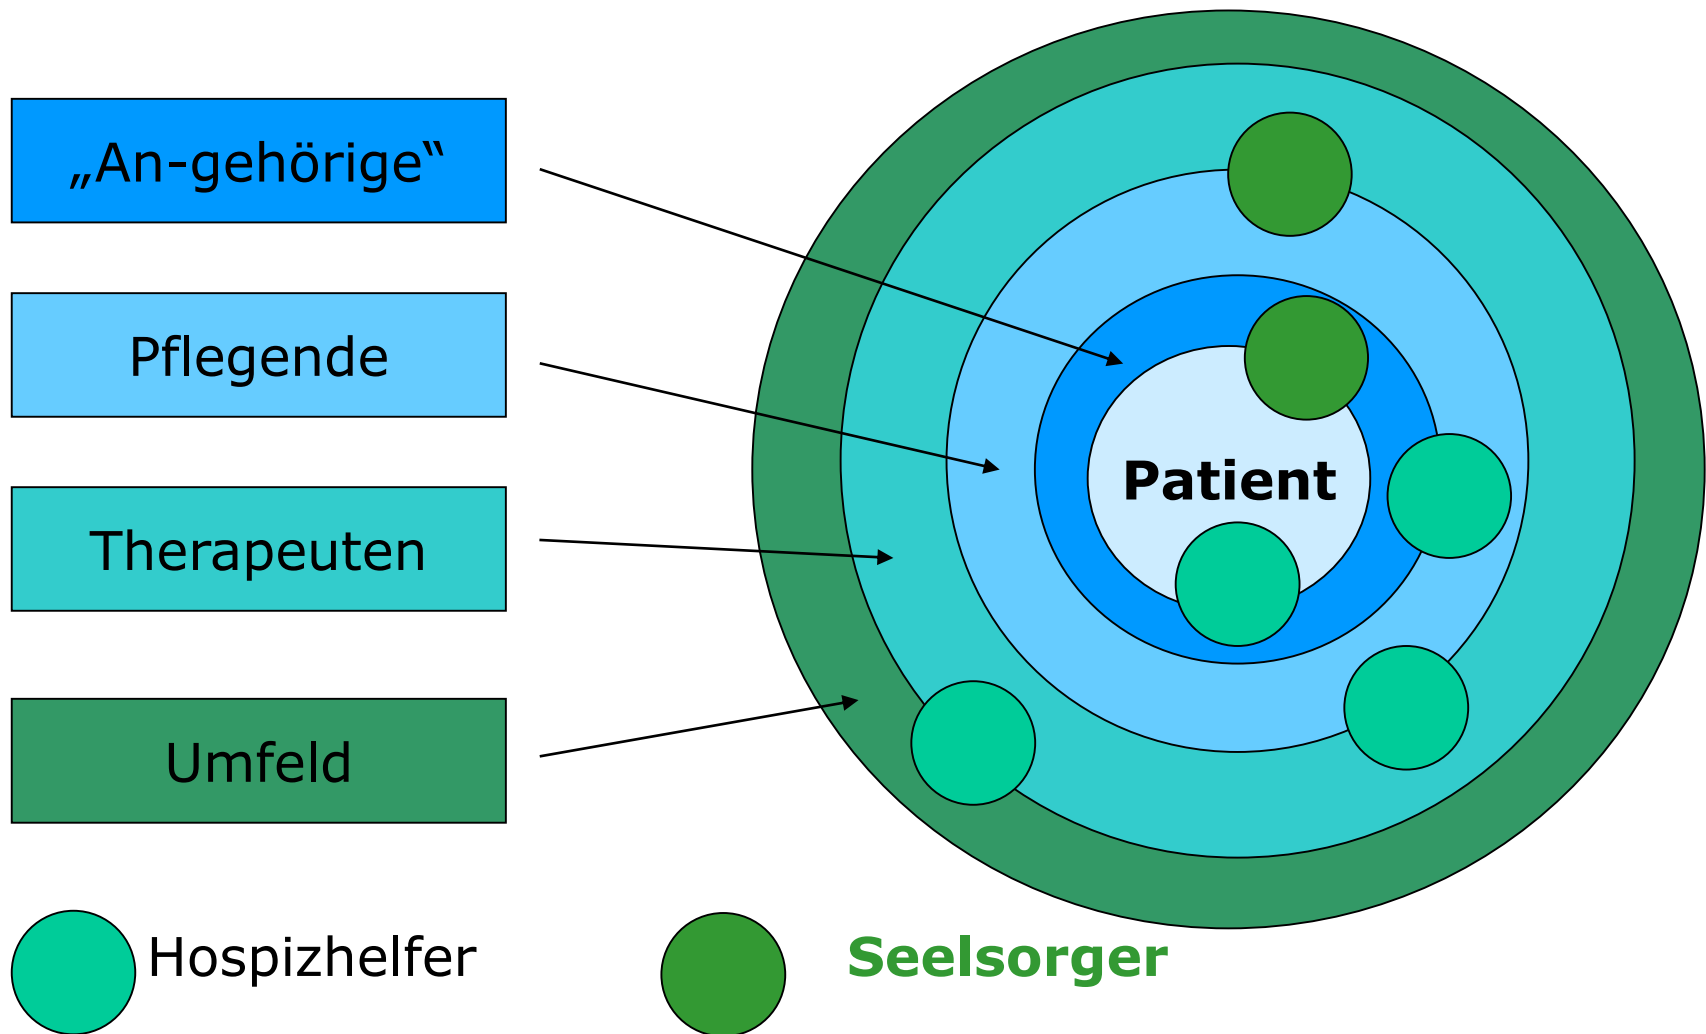 „An-gehörige“
Pflegende
Therapeuten
Umfeld
Patient
Hospizhelfer
Seelsorger